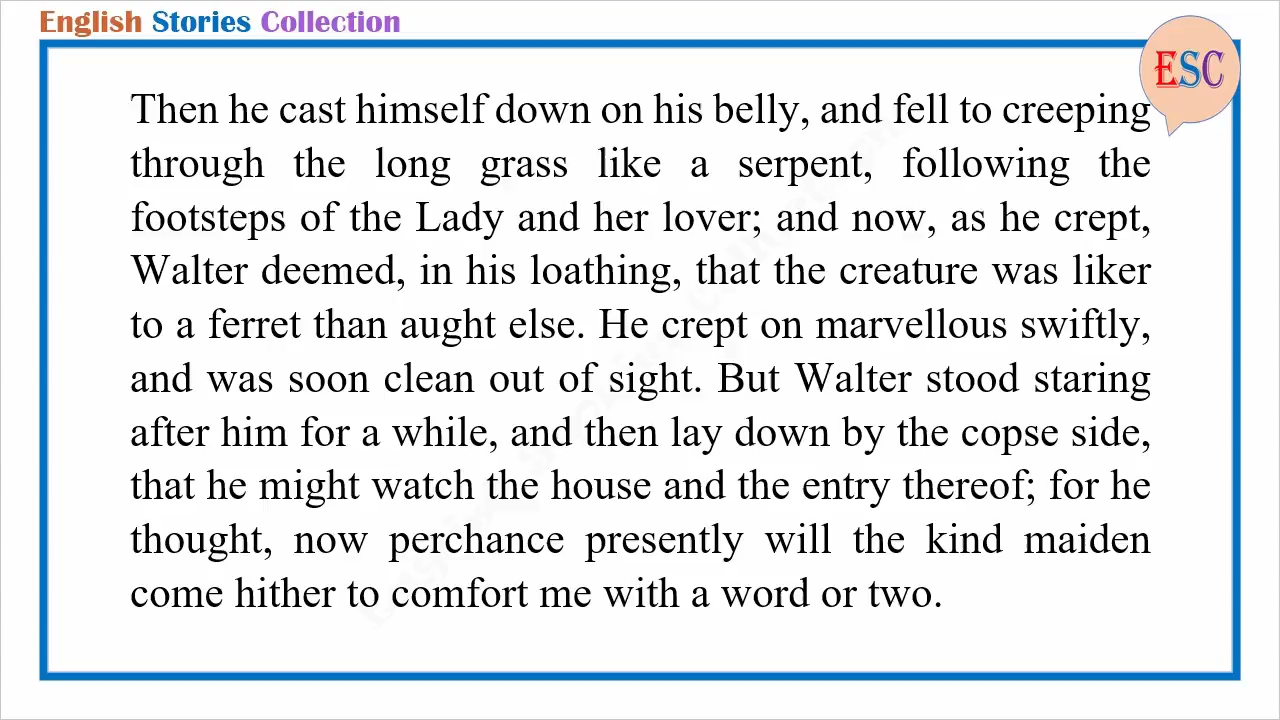 English Stories Collection
ESC
Then he cast himself down on his belly, and fell to creeping
through the long grass like a serpent, following the
footsteps of the Lady and her lover; and now, as he crept,
Walter deemed, in his loathing, that the creature was liker
to a ferret than aught else. He crept on marvellous swiftly,
and was soon clean out of sight. But Walter stood staring
after him for a while, and then lay down by the copse side,
that he might watch the house and the entry thereof; for he
thought, now perchance presently will the kind maiden
come hither to comfort me with a word or two.